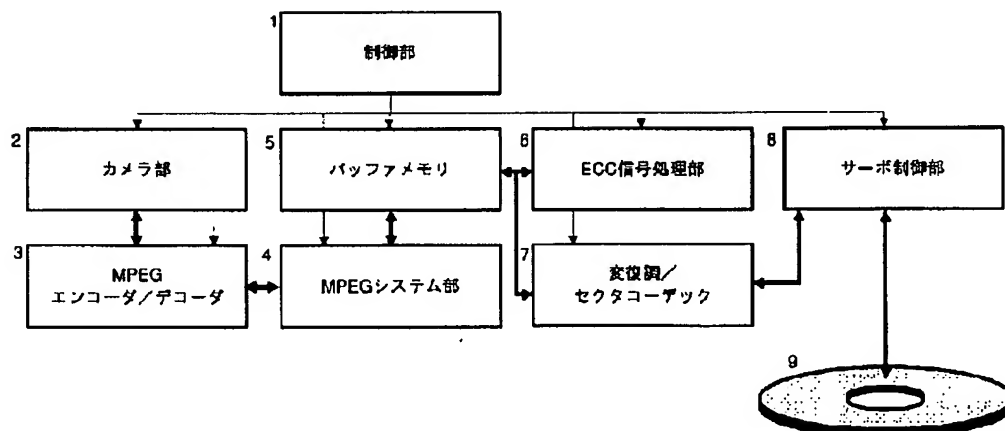 1
制御部
2
カメラ部
5
バッファメモリ
6
ECC信号処理部
8
サーボ制御部
3
MPEG
エンコーダ/デコーダ
4
MPEGシステム部
7
変復調/
セクタコーデック
9